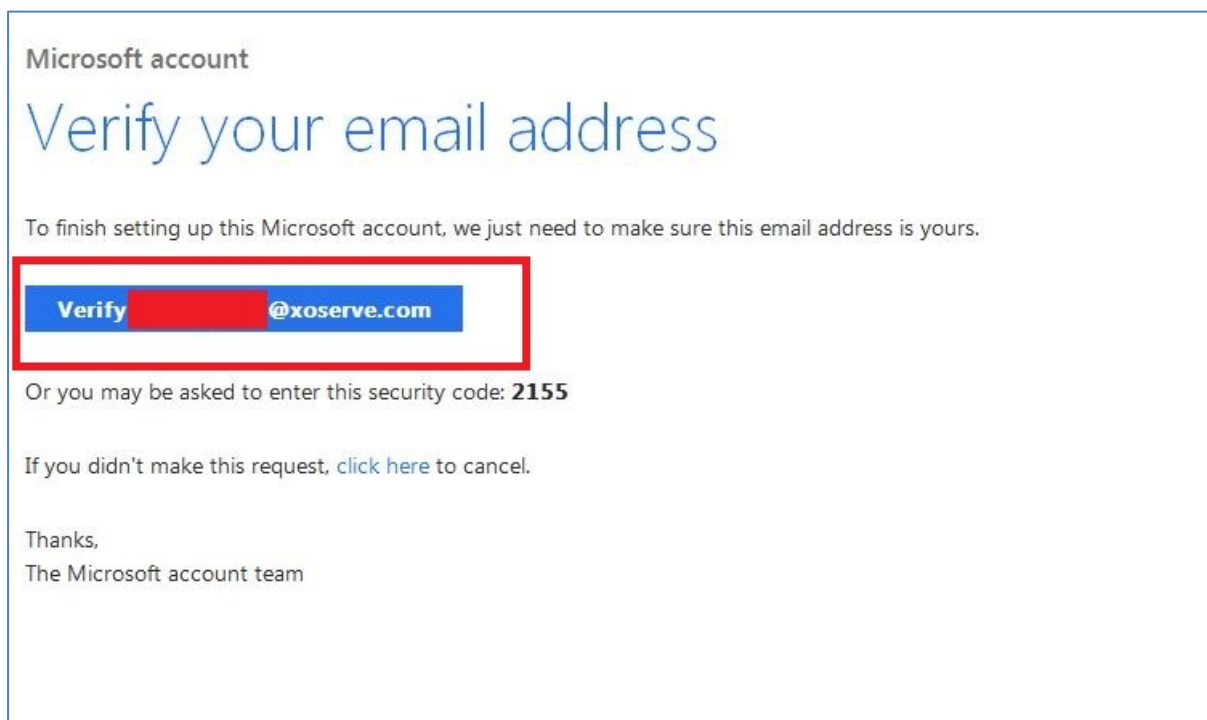 Microsoft account
Verify your email address
To finish setting up this Microsoft account, we just need to make sure this email address is yours.
Verify @xoserve.com
Or you may be asked to enter this security code: 2155
If you didn't make this request, click here to cancel.
Thanks,
The Microsoft account team